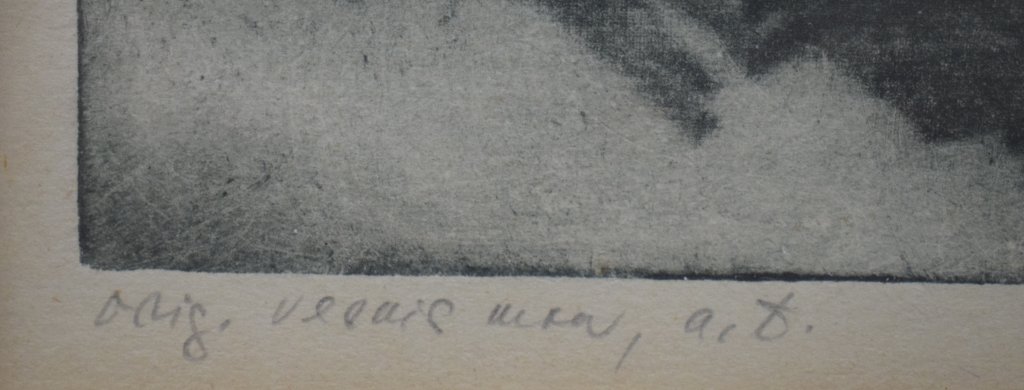 orig. vernis mou, a. t.